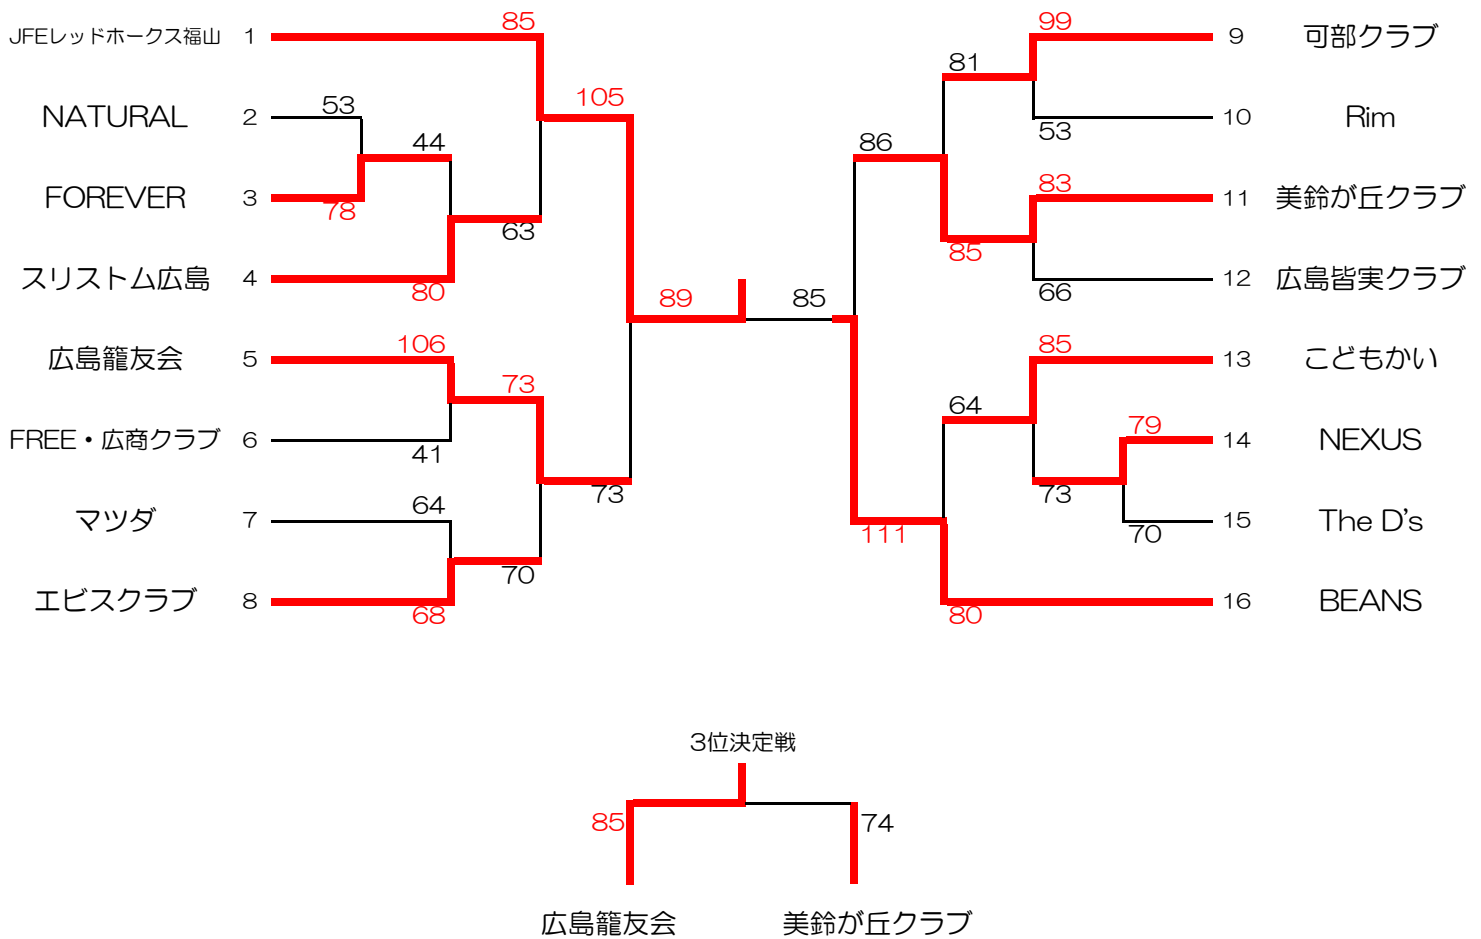 JFEレッドホークス福山 1 85 99 9 可部クラブ
81
105
NATURAL 2 53 53 10 Rim
44 86
FOREVER 3 78 83 11 美鈴が丘クラブ
63 85
スリストム広島 4 80 66 12 広島皆実クラブ
89 85
広島籠友会 5 106 85 13 こどもかい
73 64
FREE・広商クラブ 6 41 79 14 NEXUS
73 73
マツダ 7 64 70 15 The D's
111
70
エビスクラブ 8 68 80 16 BEANS
3位決定戦
85 74
広島籠友会 美鈴が丘クラブ